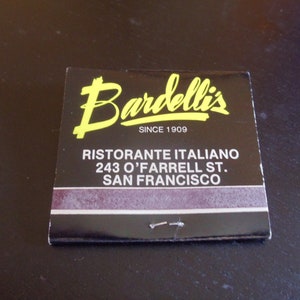 Bardelli's
SINCE 1909
RISTORANTE ITALIANO
243 O'FARRELL ST.
SAN FRANCISCO